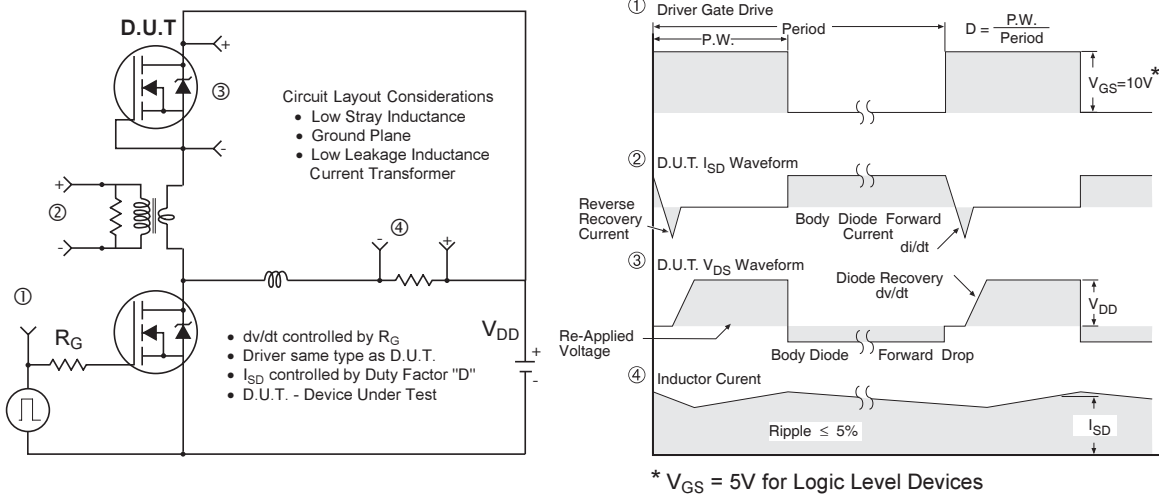 D.U.T
+
③
-
Circuit Layout Considerations
• Low Stray Inductance
• Ground Plane
• Low Leakage Inductance
Current Transformer
+
②
-
④
-
+
①
R_G
V_DD
+
-
• dv/dt controlled by R_G
• Driver same type as D.U.T.
• I_SD controlled by Duty Factor "D"
• D.U.T. - Device Under Test
① Driver Gate Drive
P.W.
Period
D = P.W. / Period
V_GS=10V*
② D.U.T. I_SD Waveform
Reverse
Recovery
Current
Body Diode Forward
Current
di/dt
③ D.U.T. V_DS Waveform
Diode Recovery
dv/dt
V_DD
Re-Applied
Voltage
Body Diode Forward Drop
④ Inductor Curent
Ripple ≤ 5%
I_SD
* V_GS = 5V for Logic Level Devices